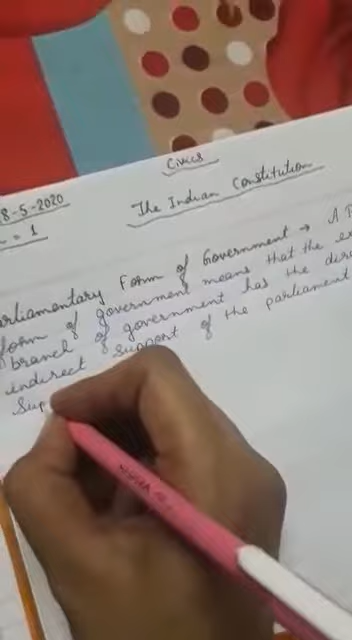 Civics
8-5-2020
The Indian Constitution
= 1
arliamentary Form of Government → A P
form of government means that the ex
branch of government has the dire
indirect support of the parliament
Sup